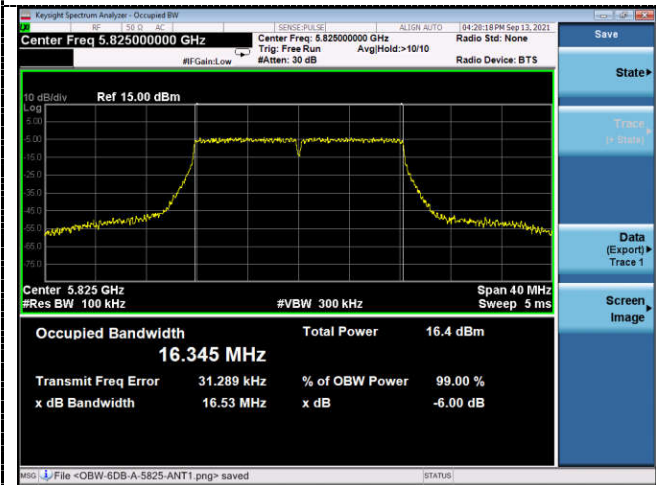 Keysight Spectrum Analyzer - Occupied BW
RF 50 Ω AC SENSE:PULSE ALIGN AUTO 04:26:18 PM Sep 13, 2021
Center Freq 5.825000000 GHz Center Freq: 5.825000000 GHz Radio Std: None
Trig: Free Run Avg|Hold:>10/10
#IFGain:Low #Atten: 30 dB Radio Device: BTS
10 dB/div Ref 15.00 dBm
Log
5.00
-5.00
-15.0
-25.0
-35.0
-45.0
-55.0
-65.0
-75.0
Center 5.825 GHz Span 40 MHz
#Res BW 100 kHz #VBW 300 kHz Sweep 5 ms
Occupied Bandwidth Total Power 16.4 dBm
16.345 MHz
Transmit Freq Error 31.289 kHz % of OBW Power 99.00 %
x dB Bandwidth 16.53 MHz x dB -6.00 dB
MSG File <OBW-6DB-A-5825-ANT1.png> saved STATUS
Save
State
Trace
(+ State)
Data
(Export)
Trace 1
Screen
Image